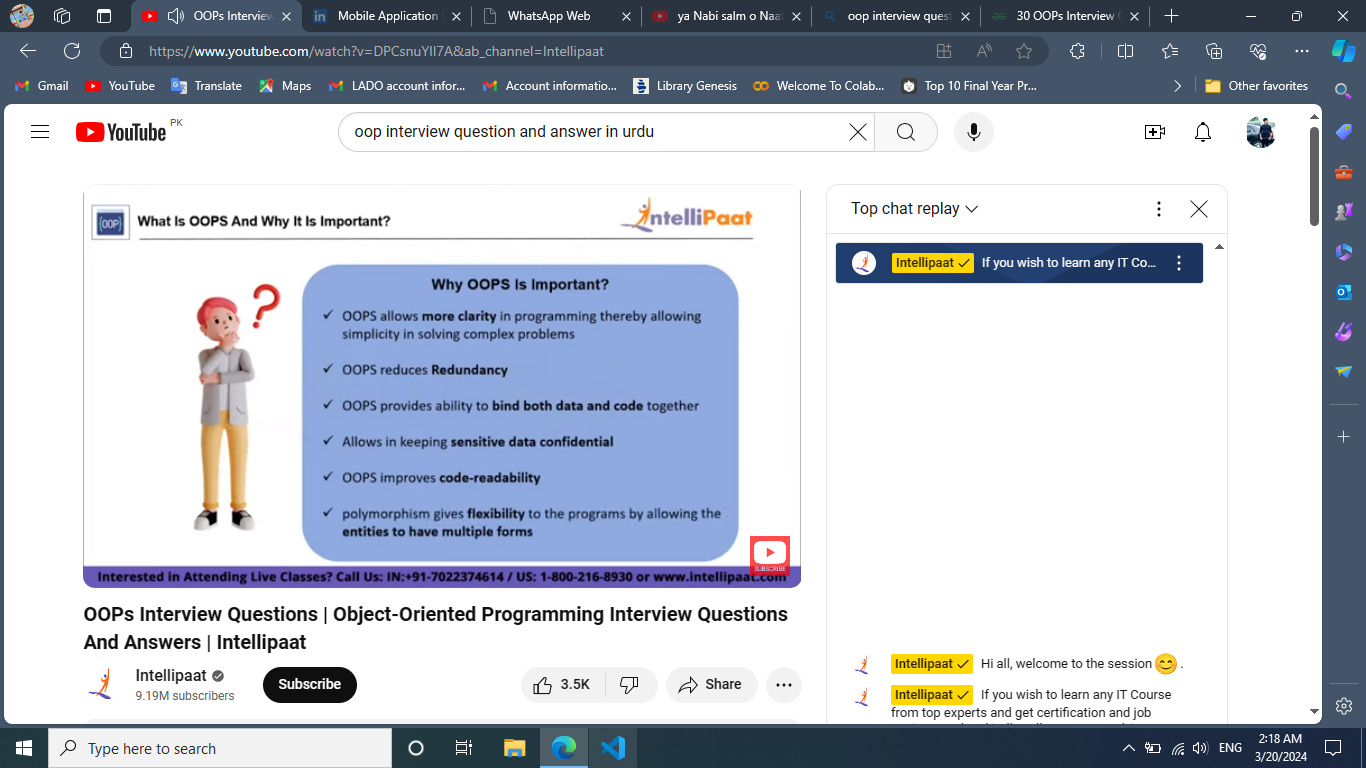 OOPs Interview
Mobile Application
WhatsApp Web
ya Nabi salm o Naa
oop interview quest
30 OOPs Interview
https://www.youtube.com/watch?v=DPCsnuYII7A&ab_channel=Intellipaat
Gmail
YouTube
Translate
Maps
LADO account infor...
Account informatio...
Library Genesis
Welcome To Colab...
Top 10 Final Year Pr...
Other favorites
YouTube PK
oop interview question and answer in urdu
{OOP}
What Is OOPS And Why It Is Important?
IntelliPaat
Why OOPS Is Important?
✓ OOPS allows more clarity in programming thereby allowing
simplicity in solving complex problems
✓ OOPS reduces Redundancy
✓ OOPS provides ability to bind both data and code together
✓ Allows in keeping sensitive data confidential
✓ OOPS improves code-readability
✓ polymorphism gives flexibility to the programs by allowing the
entities to have multiple forms
SUBSCRIBE
Interested in Attending Live Classes? Call Us: IN:+91-7022374614 / US: 1-800-216-8930 or www.intellipaat.com
Top chat replay
Intellipaat ✓ If you wish to learn any IT Co...
Intellipaat ✓ Hi all, welcome to the session 😊 .
Intellipaat ✓ If you wish to learn any IT Course
from top experts and get certification and job
OOPs Interview Questions | Object-Oriented Programming Interview Questions
And Answers | Intellipaat
Intellipaat
9.19M subscribers
Subscribe
3.5K
Share
Type here to search
ENG
2:18 AM
3/20/2024